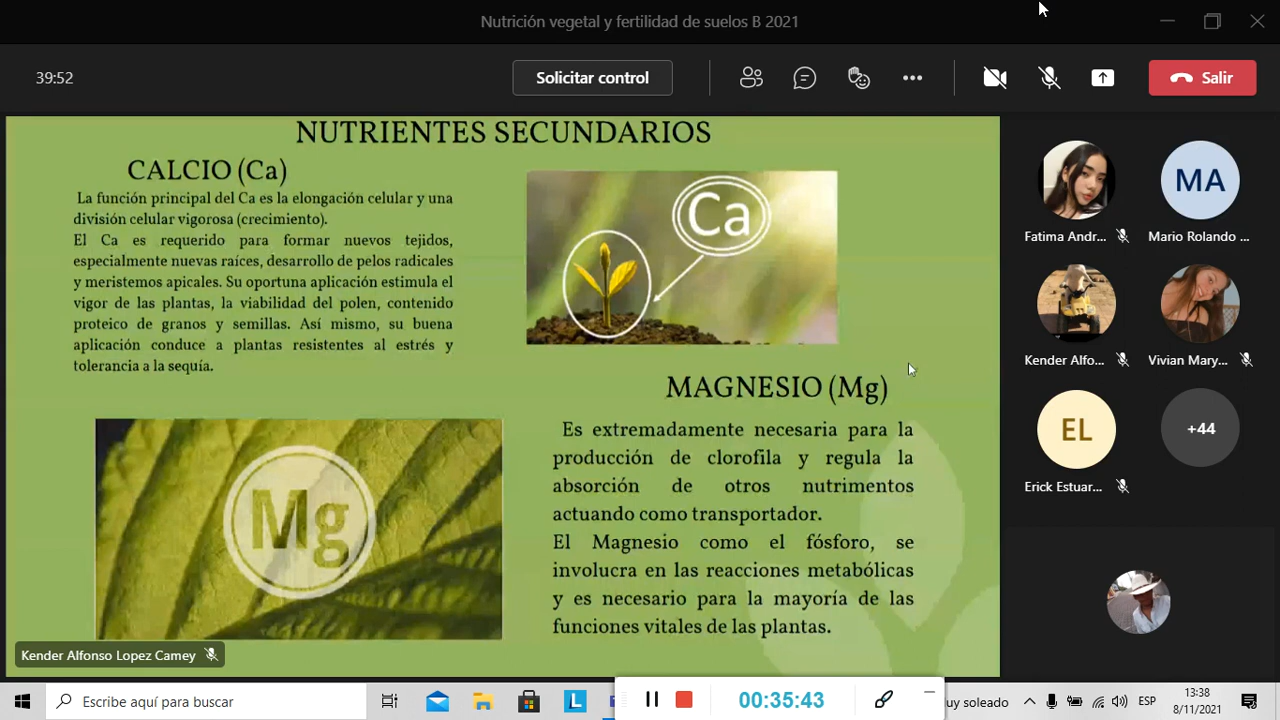 Nutrición vegetal y fertilidad de suelos B 2021
39:52
Solicitar control
Salir
NUTRIENTES SECUNDARIOS
CALCIO (Ca)
La función principal del Ca es la elongación celular y una
división celular vigorosa (crecimiento).
El Ca es requerido para formar nuevos tejidos,
especialmente nuevas raíces, desarrollo de pelos radicales
y meristemos apicales. Su oportuna aplicación estimula el
vigor de las plantas, la viabilidad del polen, contenido
proteico de granos y semillas. Así mismo, su buena
aplicación conduce a plantas resistentes al estrés y
tolerancia a la sequía.
Ca
MAGNESIO (Mg)
Es extremadamente necesaria para la
producción de clorofila y regula la
absorción de otros nutrimentos
actuando como transportador.
El Magnesio como el fósforo, se
involucra en las reacciones metabólicas
y es necesario para la mayoría de las
funciones vitales de las plantas.
Mg
Kender Alfonso Lopez Camey
MA
Fatima Andr...
Mario Rolando ...
Kender Alfo...
Vivian Mary...
EL
+44
Erick Estuar...
Escribe aquí para buscar
L
00:35:43
uy soleado
ESP
13:38
8/11/2021